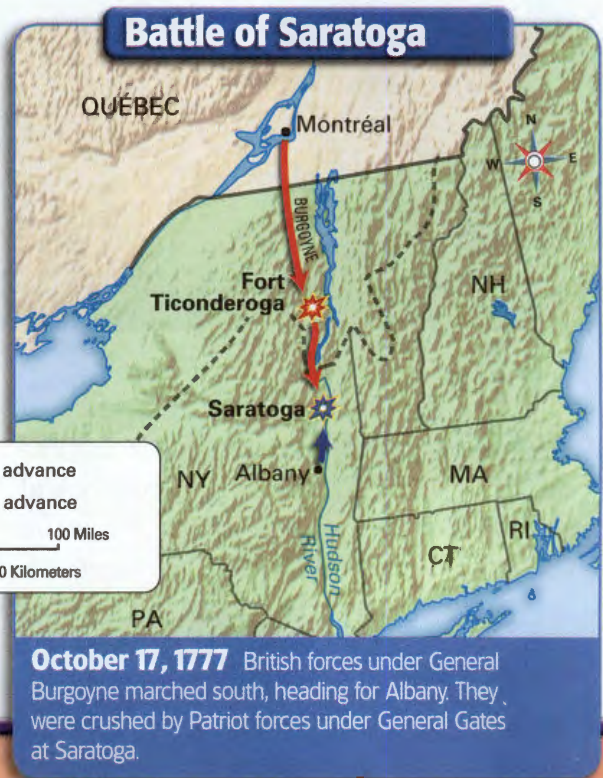 Battle of Saratoga
QUÉBEC
Montréal
N
W
E
S
BURGOYNE
Fort
Ticonderoga
NH
Saratoga
advance
advance
100 Miles
0 Kilometers
NY
Albany
MA
Hudson
River
CT
RI
PA
October 17, 1777 British forces under General
Burgoyne marched south, heading for Albany. They
were crushed by Patriot forces under General Gates
at Saratoga.